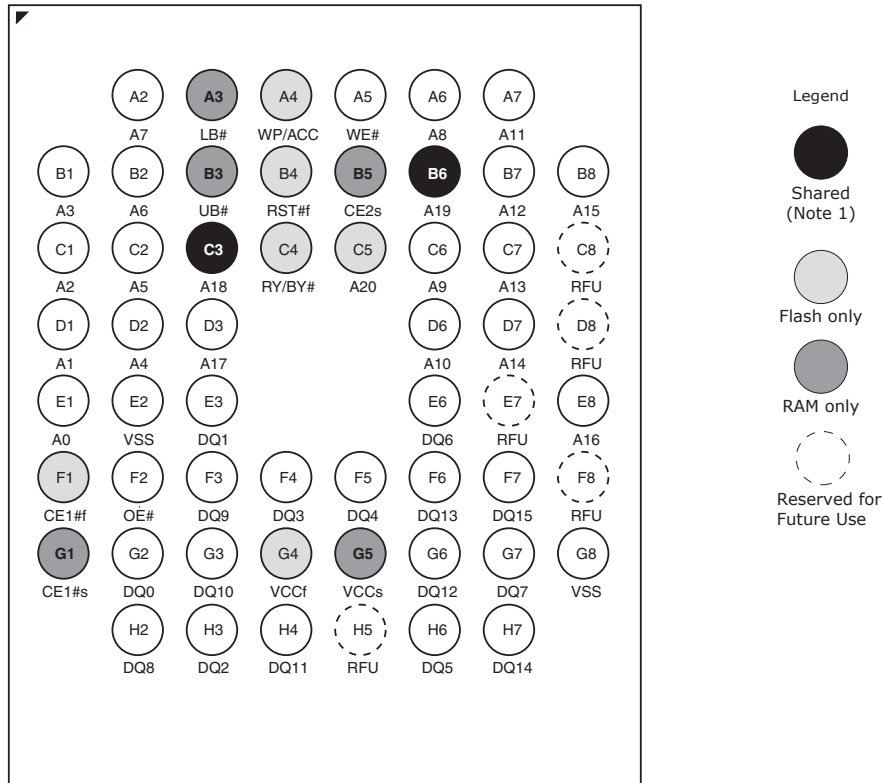 A2 A3 A4 A5 A6 A7
A7 LB# WP/ACC WE# A8 A11
B1 B2 B3 B4 B5 B6 B7 B8
A3 A6 UB# RST#f CE2s A19 A12 A15
C1 C2 C3 C4 C5 C6 C7 C8
A2 A5 A18 RY/BY# A20 A9 A13 RFU
D1 D2 D3 D6 D7 D8
A1 A4 A17 A10 A14 RFU
E1 E2 E3 E6 E7 E8
A0 VSS DQ1 DQ6 RFU A16
F1 F2 F3 F4 F5 F6 F7 F8
CE1#f OE# DQ9 DQ3 DQ4 DQ13 DQ15 RFU
G1 G2 G3 G4 G5 G6 G7 G8
CE1#s DQ0 DQ10 VCCf VCCs DQ12 DQ7 VSS
H2 H3 H4 H5 H6 H7
DQ8 DQ2 DQ11 RFU DQ5 DQ14
Legend
Shared
(Note 1)
Flash only
RAM only
Reserved for
Future Use